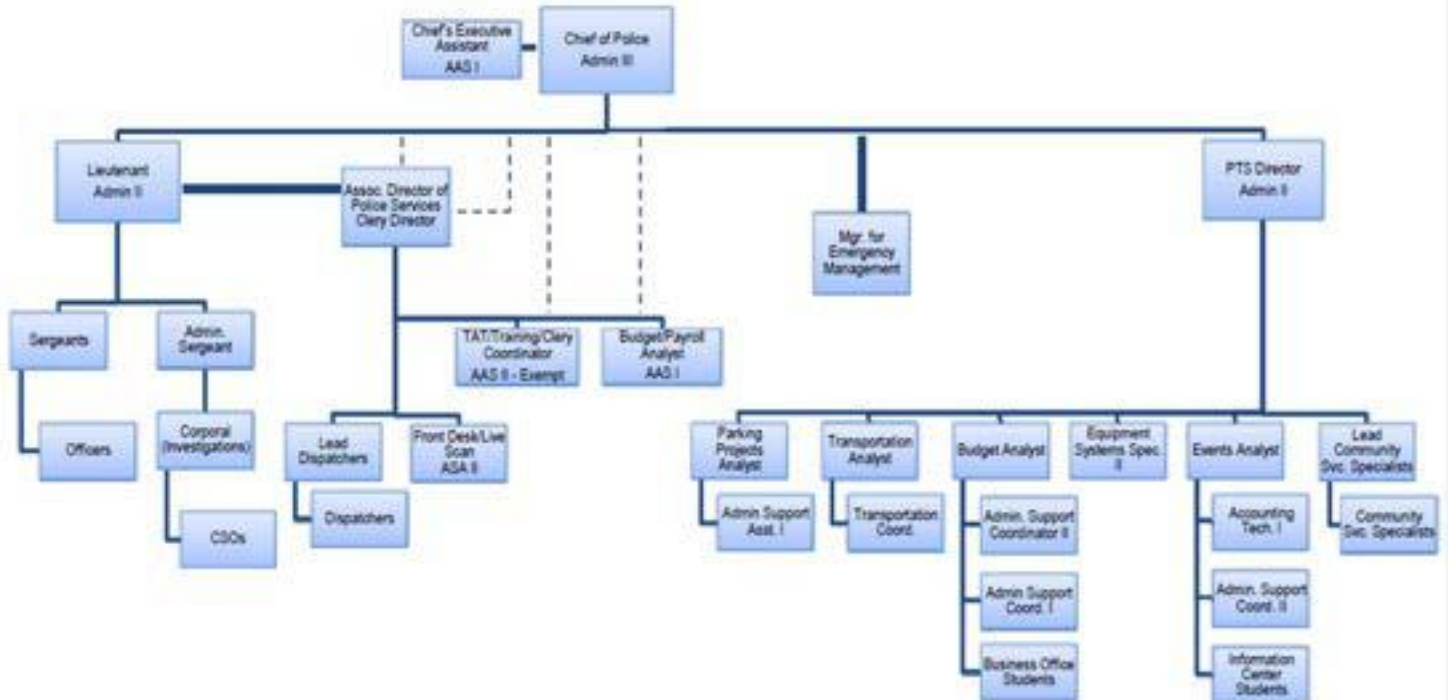 Chief's Executive
Assistant
AAS I
Chief of Police
Admin III
Lieutenant
Admin II
Assoc. Director of
Police Services
Clery Director
Mgr. for
Emergency
Management
PTS Director
Admin II
Sergeants
Admin.
Sergeant
TAT/Training/Clery
Coordinator
AAS II - Exempt
Budget/Payroll
Analyst
AAS I
Officers
Corporal
(Investigations)
CSOs
Lead
Dispatchers
Front Desk/Live
Scan
ASA II
Dispatchers
Parking
Projects
Analyst
Transportation
Analyst
Budget Analyst
Equipment
Systems Spec.
II
Events Analyst
Lead
Community
Svc. Specialists
Admin Support
Asst. I
Transportation
Coord.
Admin. Support
Coordinator II
Accounting
Tech. I
Community
Svc. Specialists
Admin Support
Coord. I
Admin. Support
Coord. II
Business Office
Students
Information
Center
Students